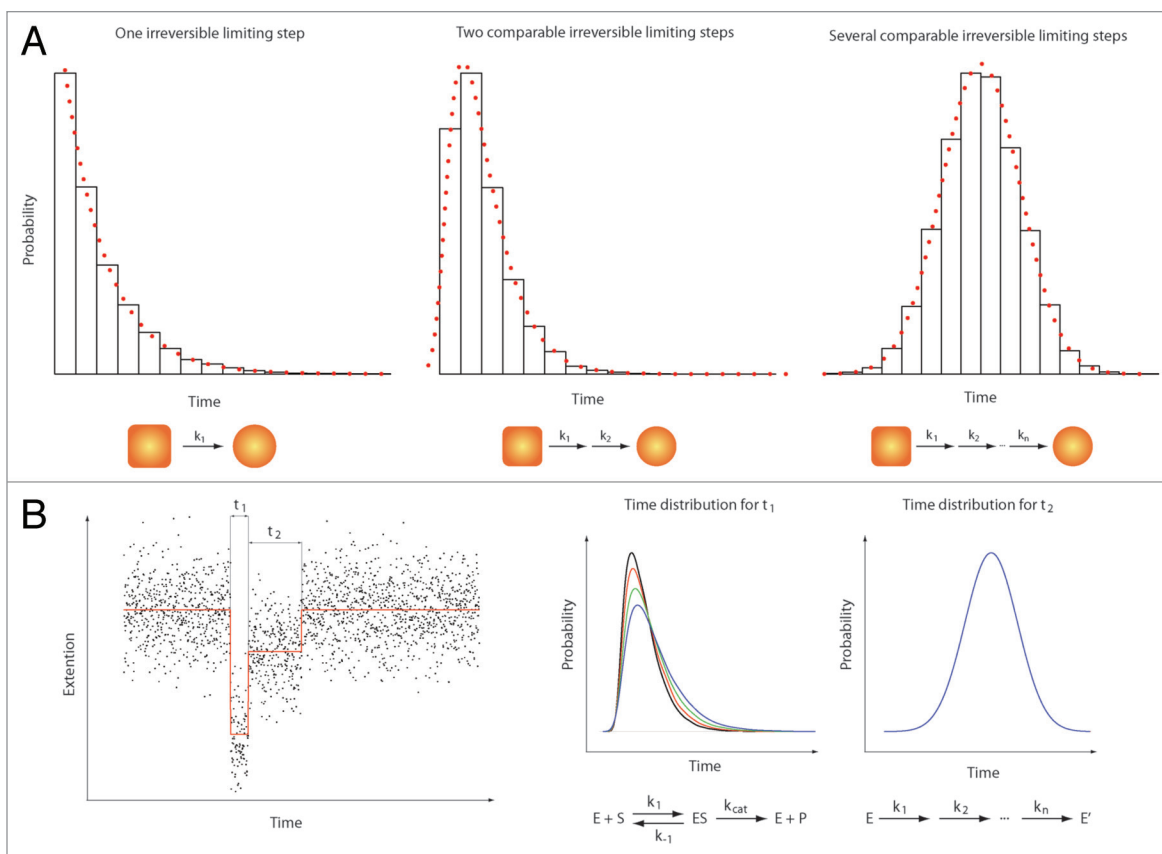 A
One irreversible limiting step
Two comparable irreversible limiting steps
Several comparable irreversible limiting steps
Probability
Time
Time
Time
k1
k1 k2
k1 k2 ... kn
B
t1
t2
Extention
Time
Time distribution for t1
Time distribution for t2
Probability
Probability
Time
Time
E + S k1 k-1 ES kcat E + P
E k1 k2 ... kn E'